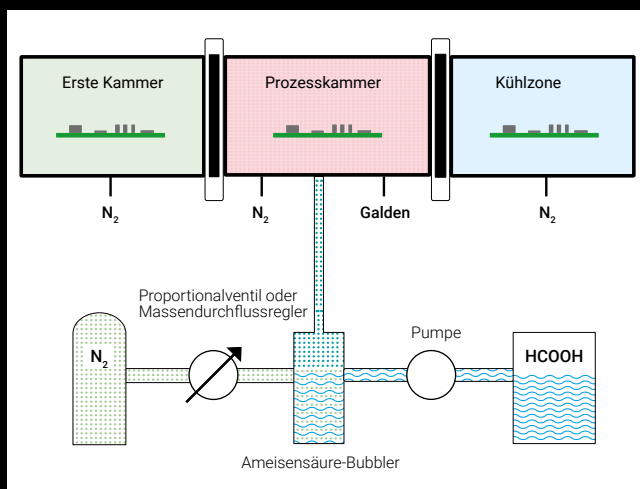 Erste Kammer
Prozesskammer
Kühlzone
N₂
N₂
Galden
N₂
Proportionalventil oder
Massendurchflussregler
N₂
Pumpe
HCOOH
Ameisensäure-Bubbler